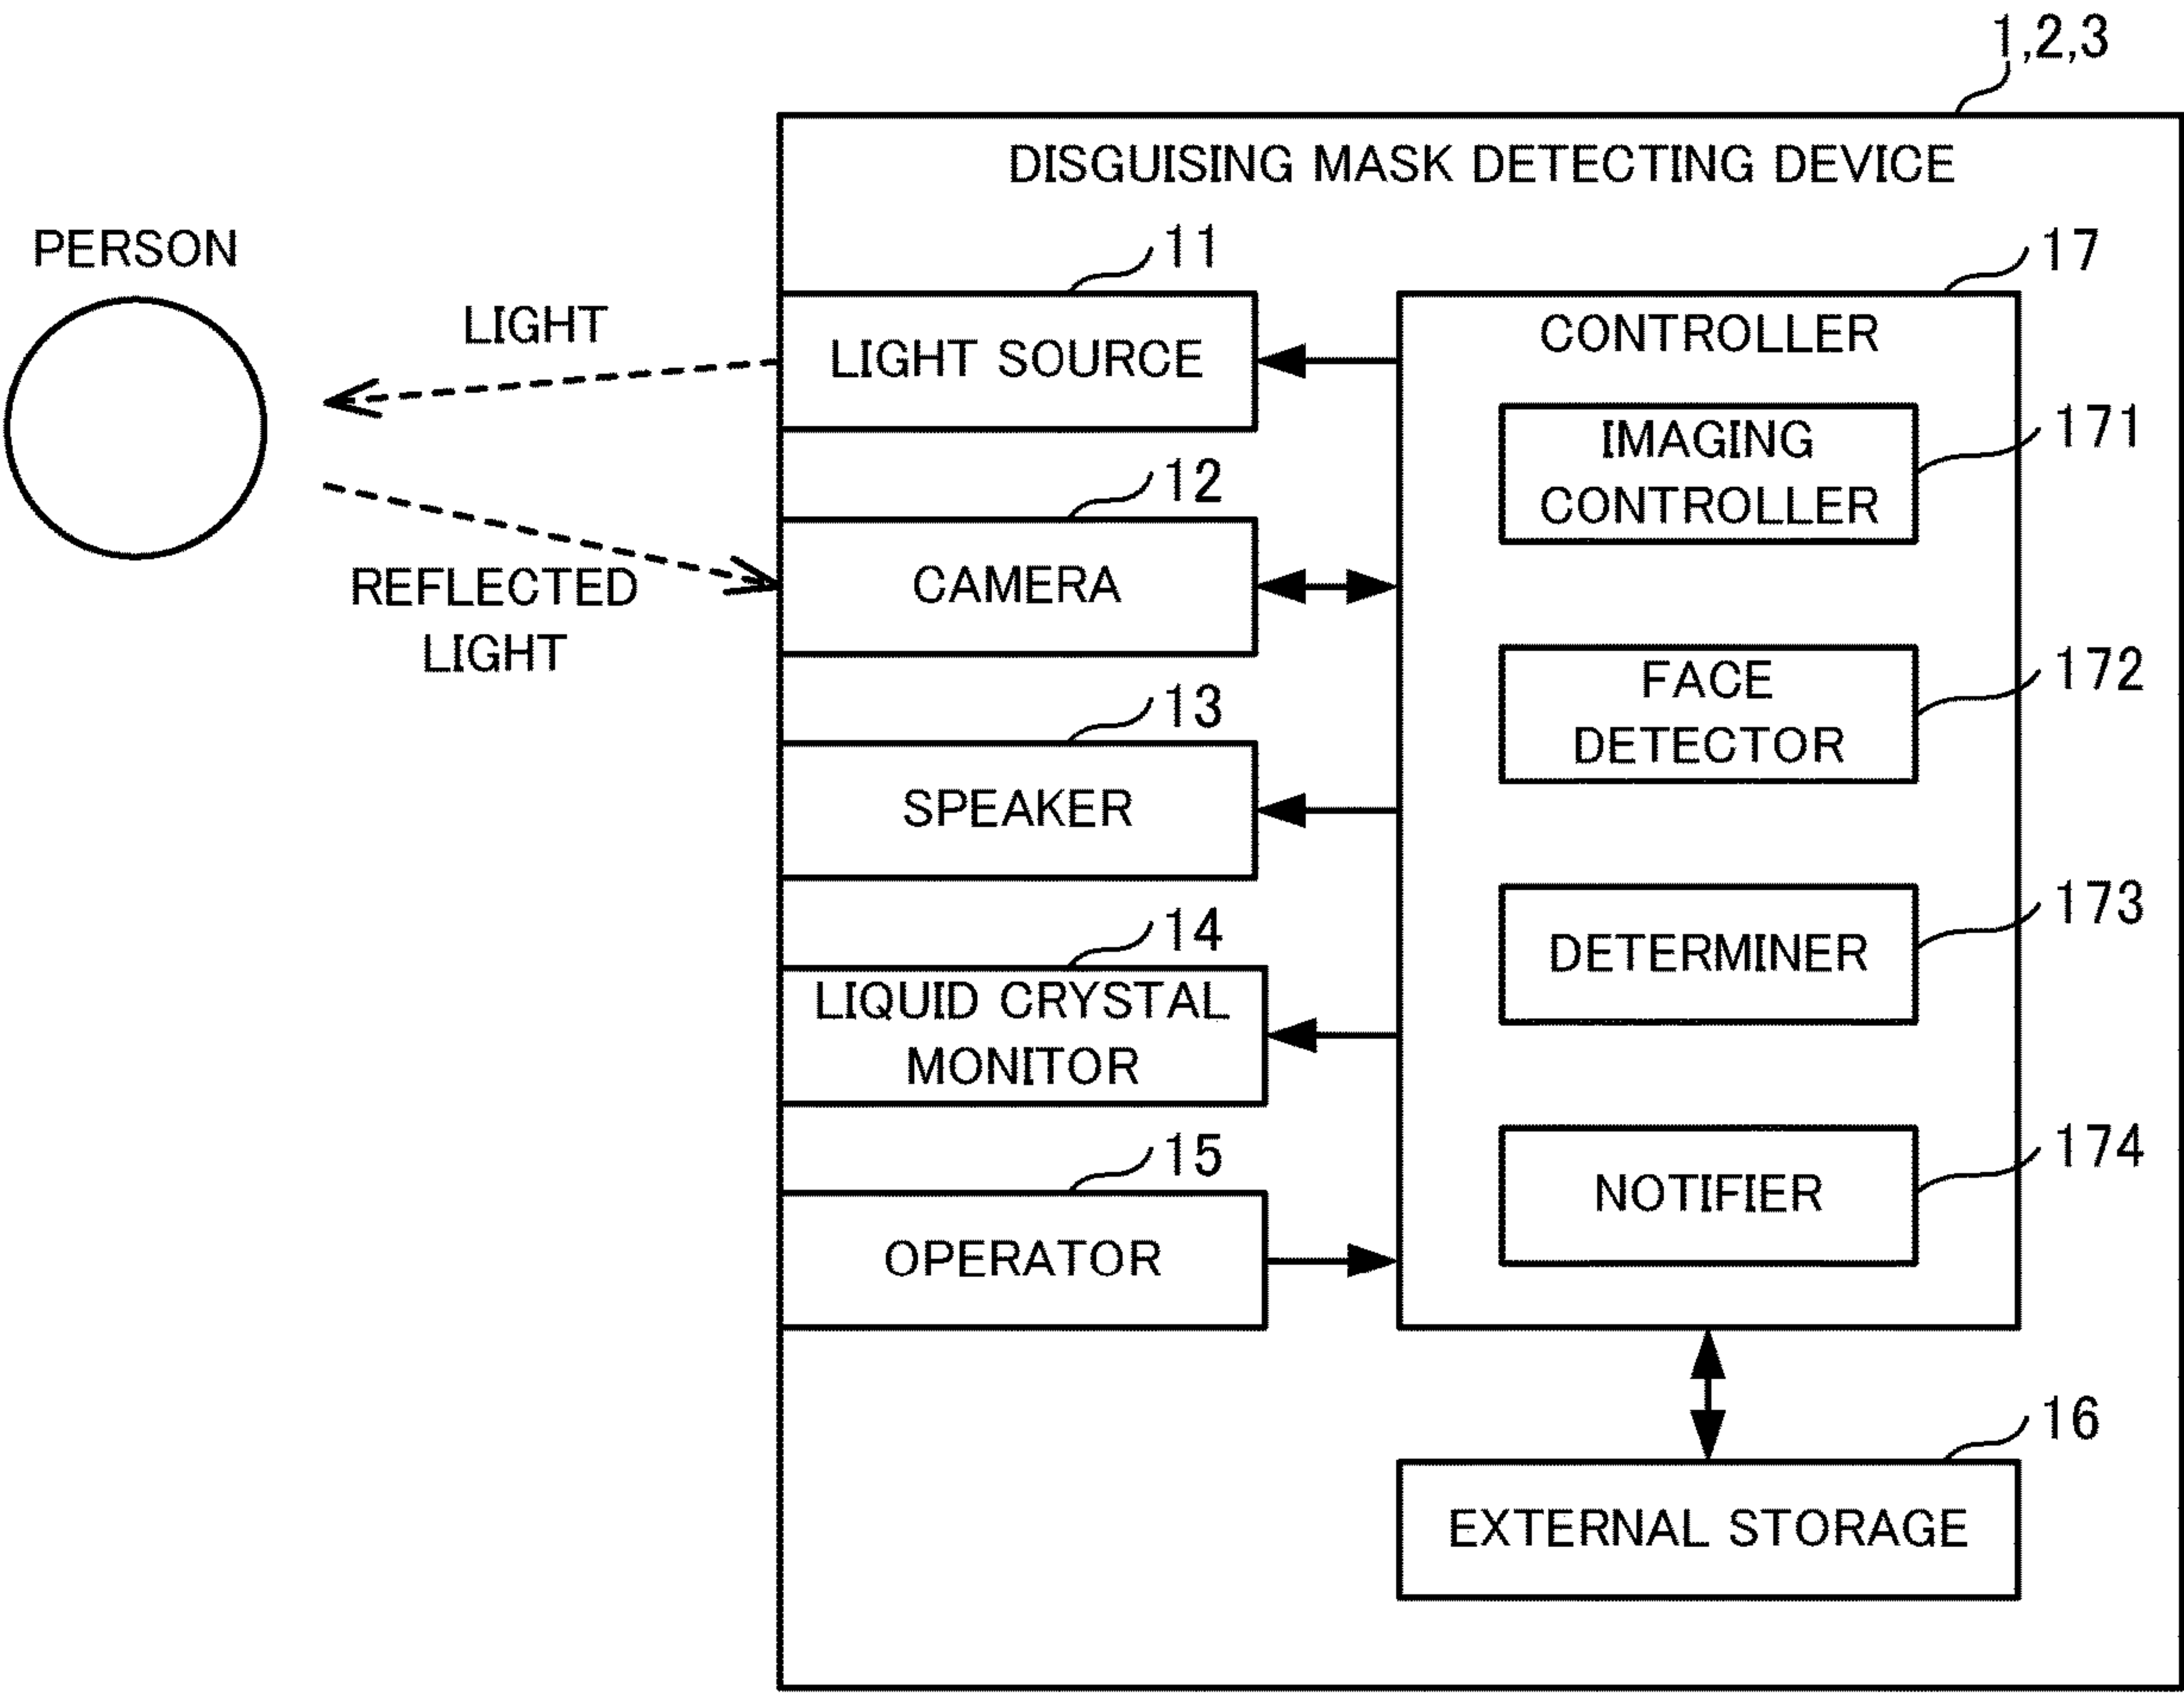 1,2,3
DISGUISING MASK DETECTING DEVICE
PERSON
LIGHT
REFLECTED
LIGHT
11
LIGHT SOURCE
12
CAMERA
13
SPEAKER
14
LIQUID CRYSTAL
MONITOR
15
OPERATOR
17
CONTROLLER
171
IMAGING
CONTROLLER
172
FACE
DETECTOR
173
DETERMINER
174
NOTIFIER
16
EXTERNAL STORAGE